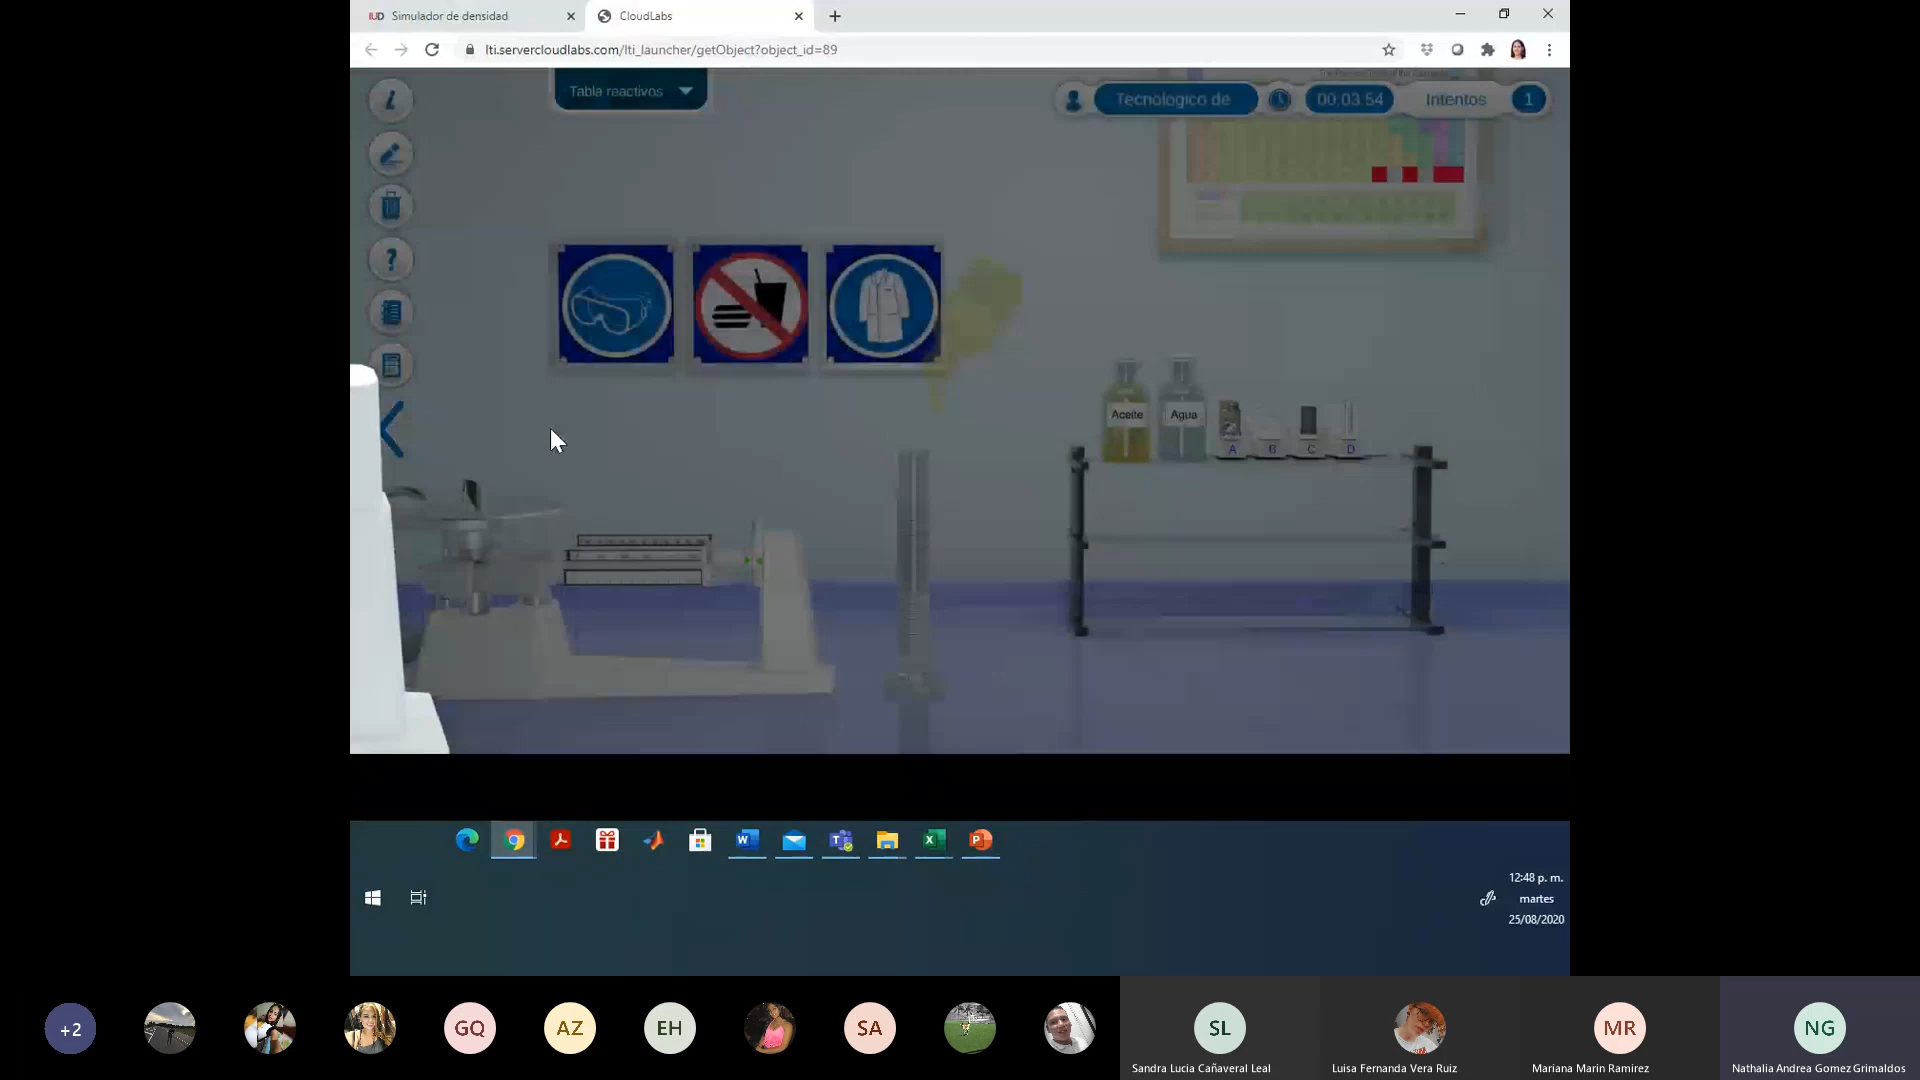 IUD Simulador de densidad
CloudLabs
lti.servercloudlabs.com/lti_launcher/getObject?object_id=89
Tabla reactivos
Tecnologico de
00:03:54
Intentos
1
Aceite
Agua
A
B
C
D
12:48 p. m.
martes
25/08/2020
+2
GQ
AZ
EH
SA
SL
MR
NG
Sandra Lucia Cañaveral Leal
Luisa Fernanda Vera Ruiz
Mariana Marin Ramirez
Nathalia Andrea Gomez Grimaldos